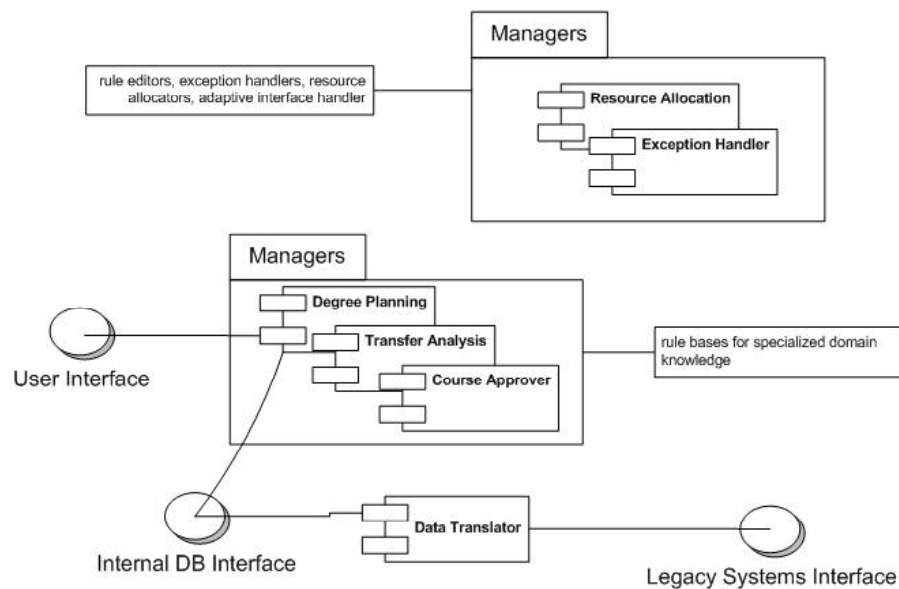 Managers
rule editors, exception handlers, resource
allocators, adaptive interface handler
Resource Allocation
Exception Handler
Managers
Degree Planning
Transfer Analysis
Course Approver
rule bases for specialized domain
knowledge
User Interface
Data Translator
Internal DB Interface
Legacy Systems Interface